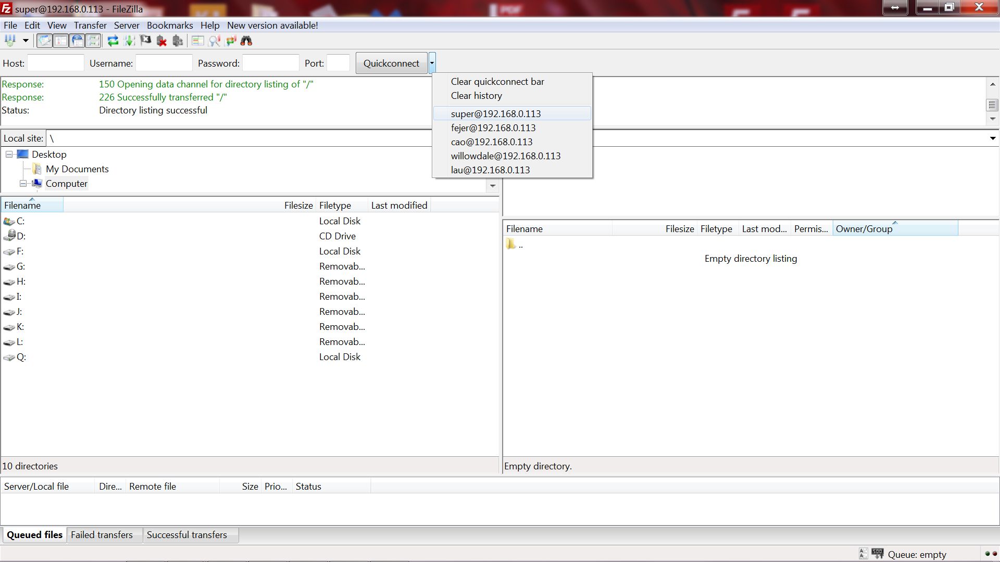 super@192.168.0.113 - FileZilla
File Edit View Transfer Server Bookmarks Help New version available!
Host: Username: Password: Port: Quickconnect
Clear quickconnect bar
Clear history
super@192.168.0.113
fejer@192.168.0.113
cao@192.168.0.113
willowdale@192.168.0.113
lau@192.168.0.113
Response: 150 Opening data channel for directory listing of "/"
Response: 226 Successfully transferred "/"
Status: Directory listing successful
Local site: \
Desktop
My Documents
Computer
Filename Filesize Filetype Last modified
C: Local Disk
D: CD Drive
F: Local Disk
G: Removab...
H: Removab...
I: Removab...
J: Removab...
K: Removab...
L: Removab...
Q: Local Disk
10 directories
Filename Filesize Filetype Last mod... Permis... Owner/Group
..
Empty directory listing
Empty directory.
Server/Local file Dire... Remote file Size Prio... Status
Queued files Failed transfers Successful transfers
Queue: empty